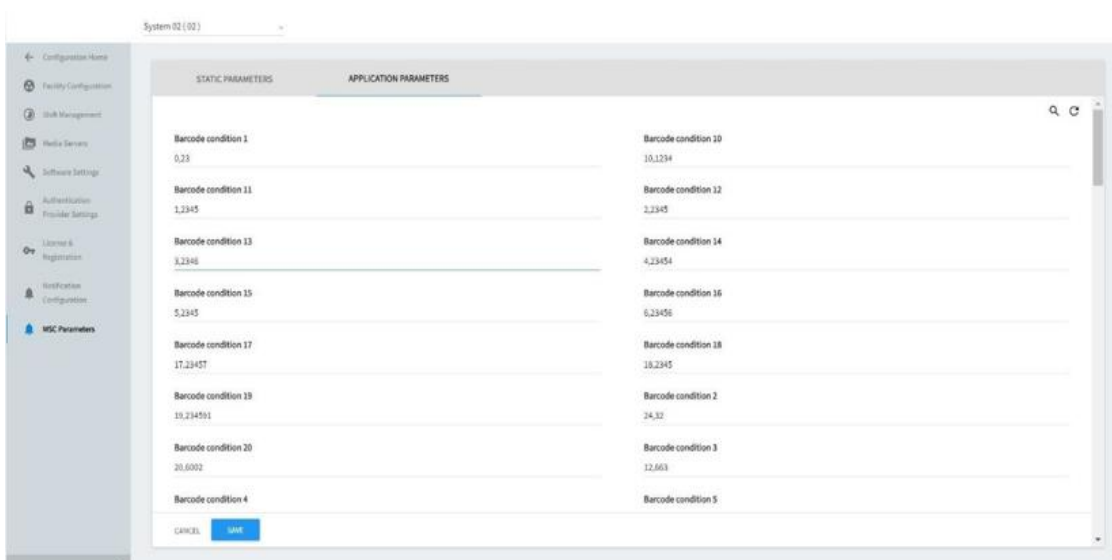 System 02 ( 02 )
Configuration Home
Facility Configuration
Shift Management
Media Servers
Software Settings
Authentication
Provider Settings
License &
Registration
Notification
Configuration
MSC Parameters
STATIC PARAMETERS
APPLICATION PARAMETERS
Barcode condition 1
0,23
Barcode condition 10
10,1234
Barcode condition 11
1,2345
Barcode condition 12
2,2345
Barcode condition 13
3,2346
Barcode condition 14
4,23454
Barcode condition 15
5,2345
Barcode condition 16
6,23456
Barcode condition 17
17,23457
Barcode condition 18
18,2345
Barcode condition 19
19,234591
Barcode condition 2
24,32
Barcode condition 20
20,6002
Barcode condition 3
12,663
Barcode condition 4
Barcode condition 5
CANCEL
SAVE